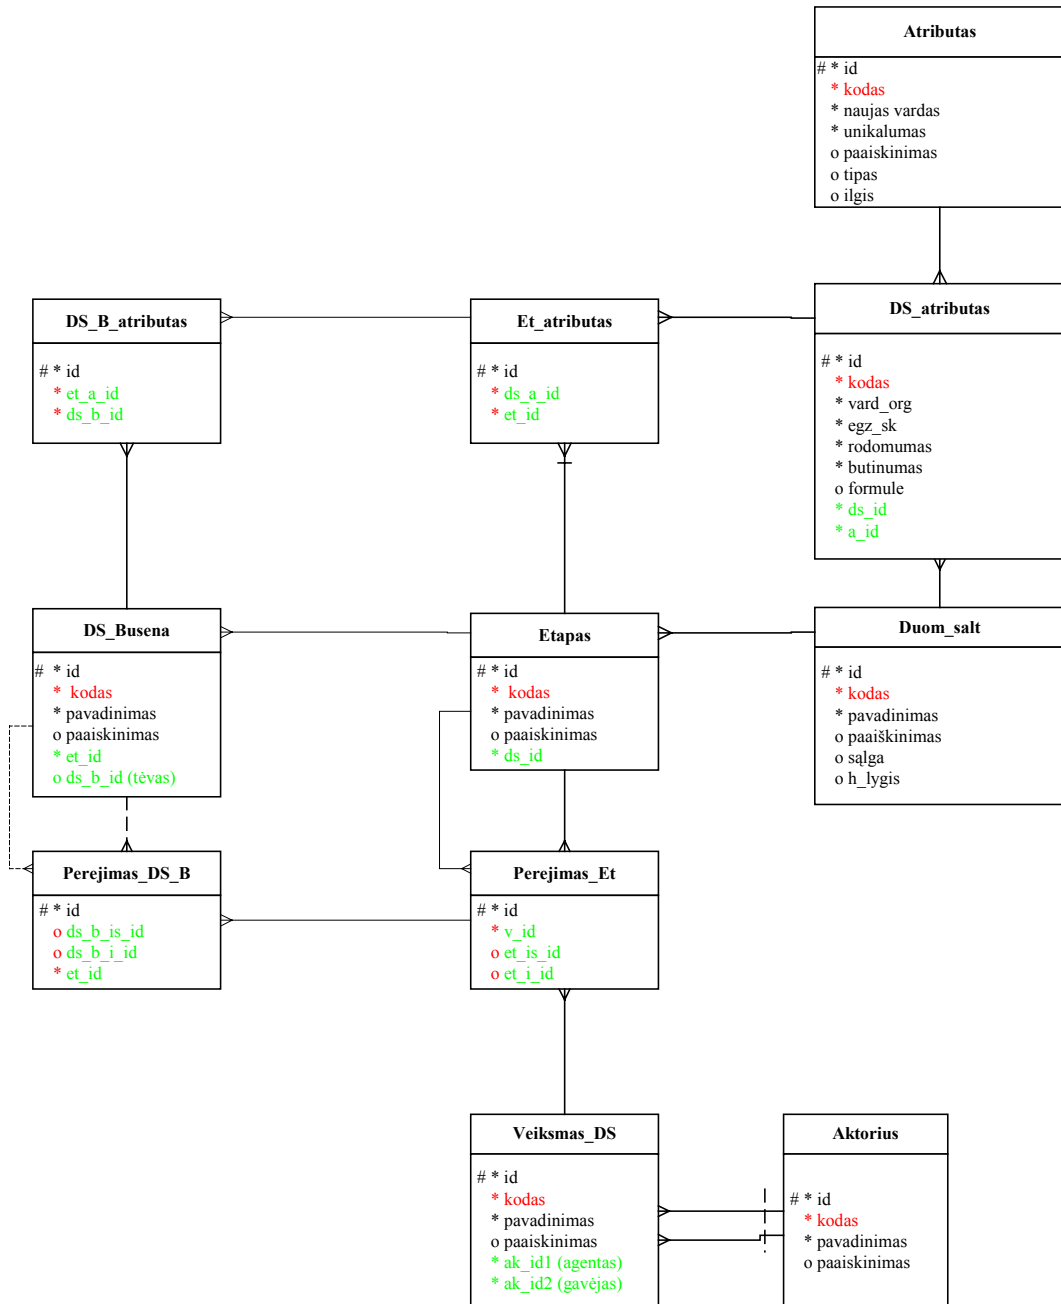 Atributas
# * id
* kodas
* naujas vardas
* unikalumas
o paaiskinimas
o tipas
o ilgis
DS_B_atributas
# * id
* et_a_id
* ds_b_id
Et_atributas
# * id
* ds_a_id
* et_id
DS_atributas
# * id
* kodas
* vard_org
* egz_sk
* rodomumas
* butinumas
o formule
* ds_id
* a_id
DS_Busena
# * id
* kodas
* pavadinimas
o paaiskinimas
* et_id
o ds_b_id (tėvas)
Etapas
# * id
* kodas
* pavadinimas
o paaiskinimas
* ds_id
Duom_salt
# * id
* kodas
* pavadinimas
o paaiškinimas
o sąlga
o h_lygis
Perejimas_DS_B
# * id
o ds_b_is_id
o ds_b_i_id
* et_id
Perejimas_Et
# * id
* v_id
o et_is_id
o et_i_id
Veiksmas_DS
# * id
* kodas
* pavadinimas
o paaiskinimas
* ak_id1 (agentas)
* ak_id2 (gavėjas)
Aktorius
# * id
* kodas
* pavadinimas
o paaiskinimas